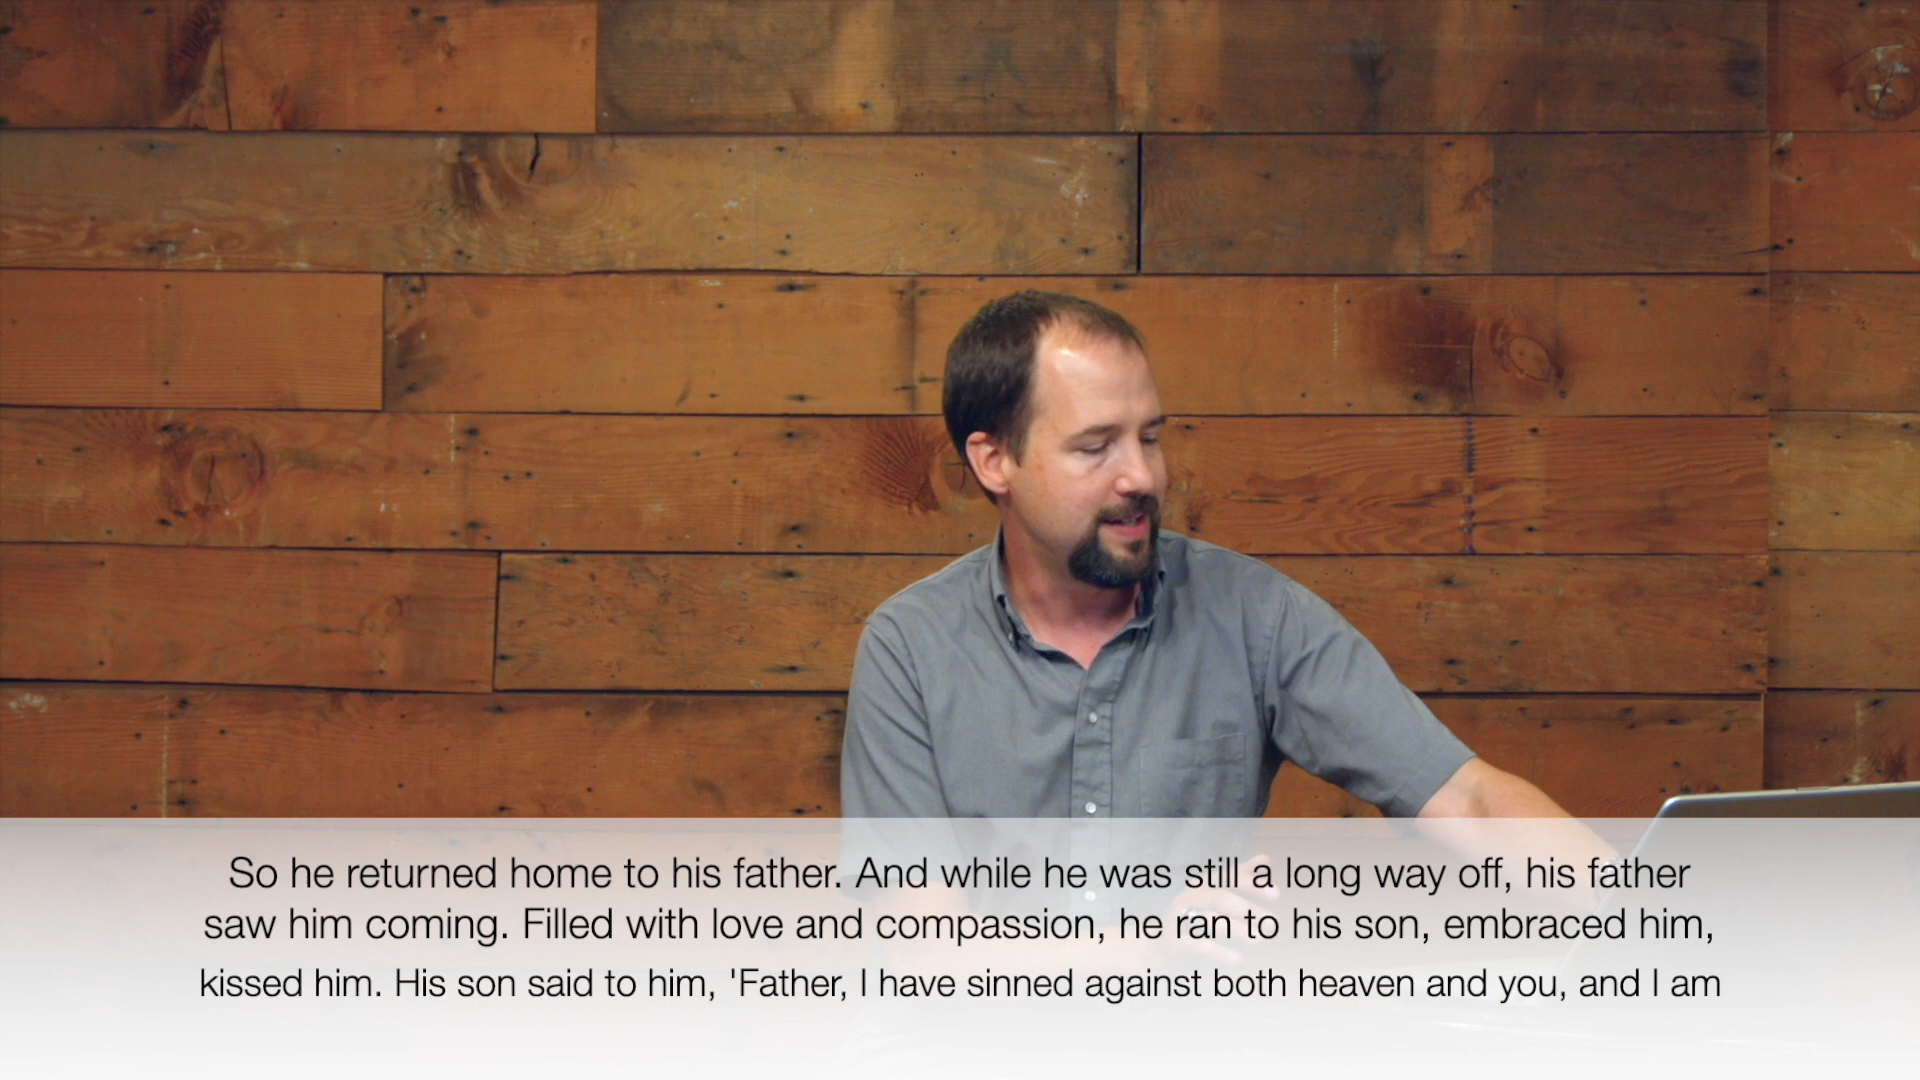 So he returned home to his father. And while he was still a long way off, his father
saw him coming. Filled with love and compassion, he ran to his son, embraced him,
kissed him. His son said to him, 'Father, I have sinned against both heaven and you, and I am